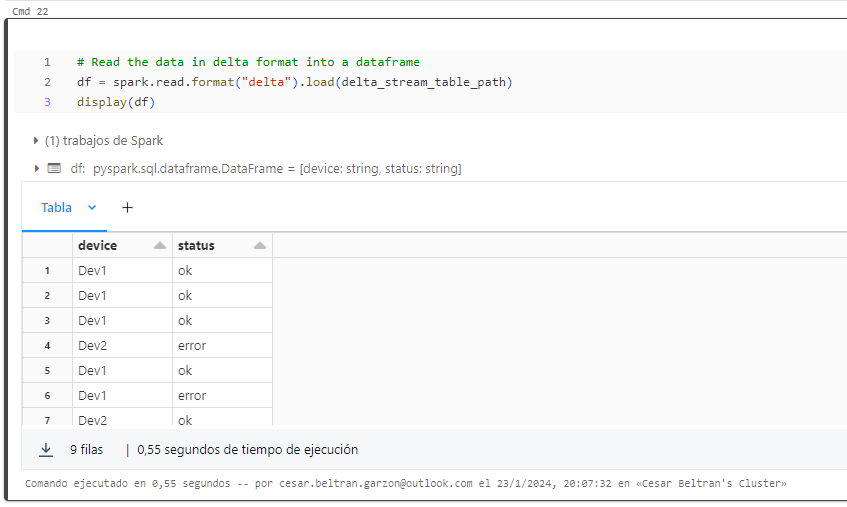 Cmd 22
1 # Read the data in delta format into a dataframe
2 df = spark.read.format("delta").load(delta_stream_table_path)
3 display(df)
(1) trabajos de Spark
df: pyspark.sql.dataframe.DataFrame = [device: string, status: string]
Tabla +
device status
1 Dev1 ok
2 Dev1 ok
3 Dev1 ok
4 Dev2 error
5 Dev1 ok
6 Dev1 error
7 Dev2 ok
9 filas | 0,55 segundos de tiempo de ejecución
Comando ejecutado en 0,55 segundos -- por cesar.beltran.garzon@outlook.com el 23/1/2024, 20:07:32 en «Cesar Beltran's Cluster»